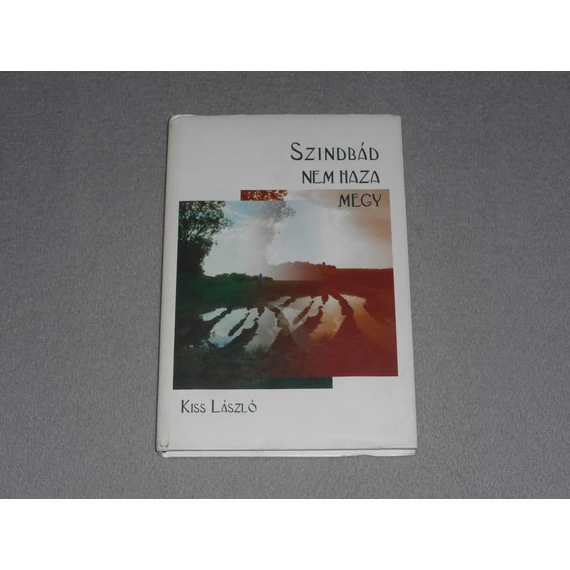 SZINDBÁD
NEM HAZA
MEGY
KISS LÁSZLÓ